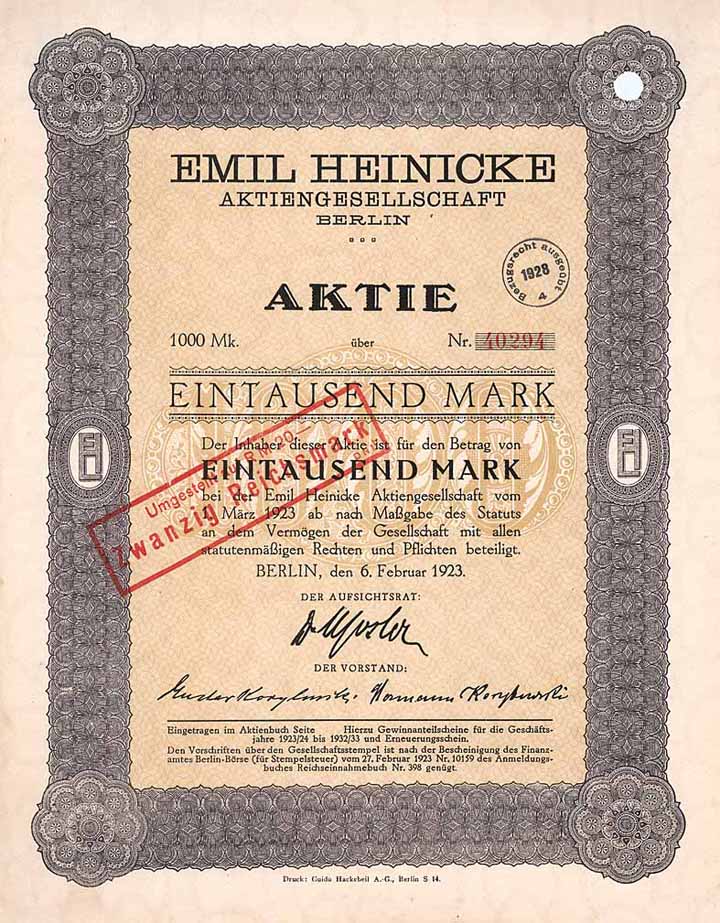 EMIL HEINICKE
AKTIENGESELLSCHAFT
BERLIN
Bezugsrecht ausgeübt
1928
4
AKTIE
1000 Mk. über Nr. 40294
EINTAUSEND MARK
Der Inhaber dieser Aktie ist für den Betrag von
EINTAUSEND MARK
bei der Emil Heinicke Aktiengesellschaft vom
1. März 1923 ab nach Maßgabe des Statuts
an dem Vermögen der Gesellschaft mit allen
statutenmäßigen Rechten und Pflichten beteiligt.
Umgestellt auf R.M. 20
Zwanzig Reichsmark
BERLIN, den 6. Februar 1923.
DER AUFSICHTSRAT:
DER VORSTAND:
Eingetragen im Aktienbuch Seite Hierzu Gewinnanteilscheine für die Geschäfts-
jahre 1923/24 bis 1932/33 und Erneuerungsschein.
Den Vorschriften über den Gesellschaftsstempel ist nach der Bescheinigung des Finanz-
amtes Berlin-Börse (für Stempelsteuer) vom 27. Februar 1923 Nr. 10159 des Anmeldungs-
buches Reichseinnahmebuch Nr. 398 genügt.
Druck: Guido Hackebeil A.-G., Berlin S 14.